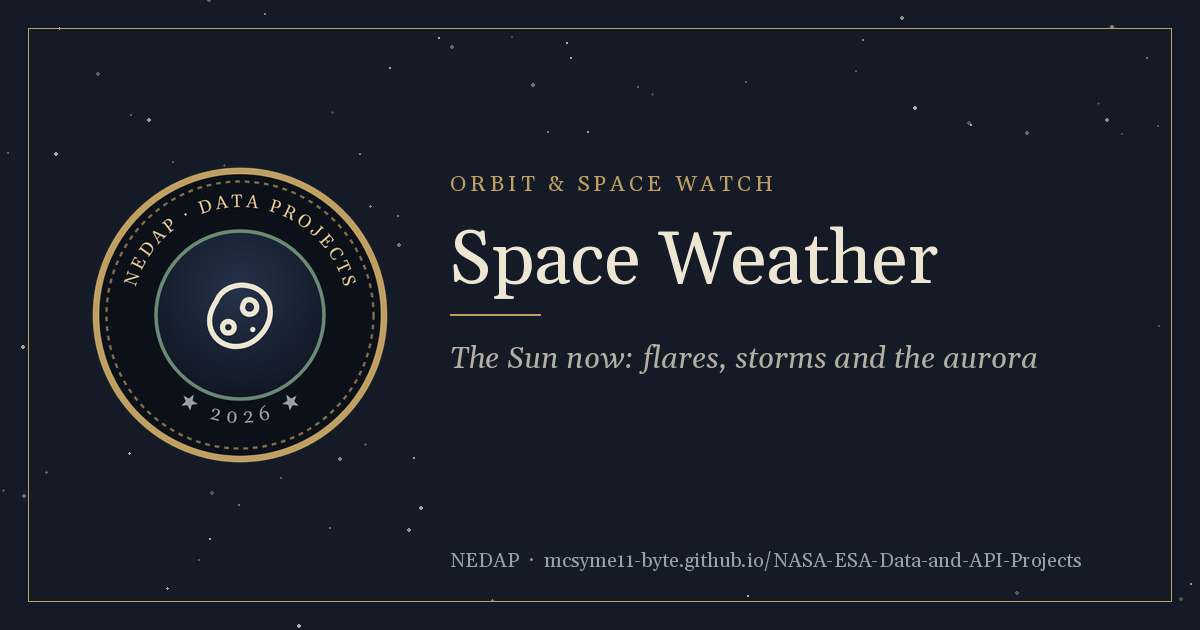 NEDAP · DATA PROJECTS
★ 2026 ★
ORBIT & SPACE WATCH
Space Weather
The Sun now: flares, storms and the aurora
NEDAP · mcsyme11-byte.github.io/NASA-ESA-Data-and-API-Projects